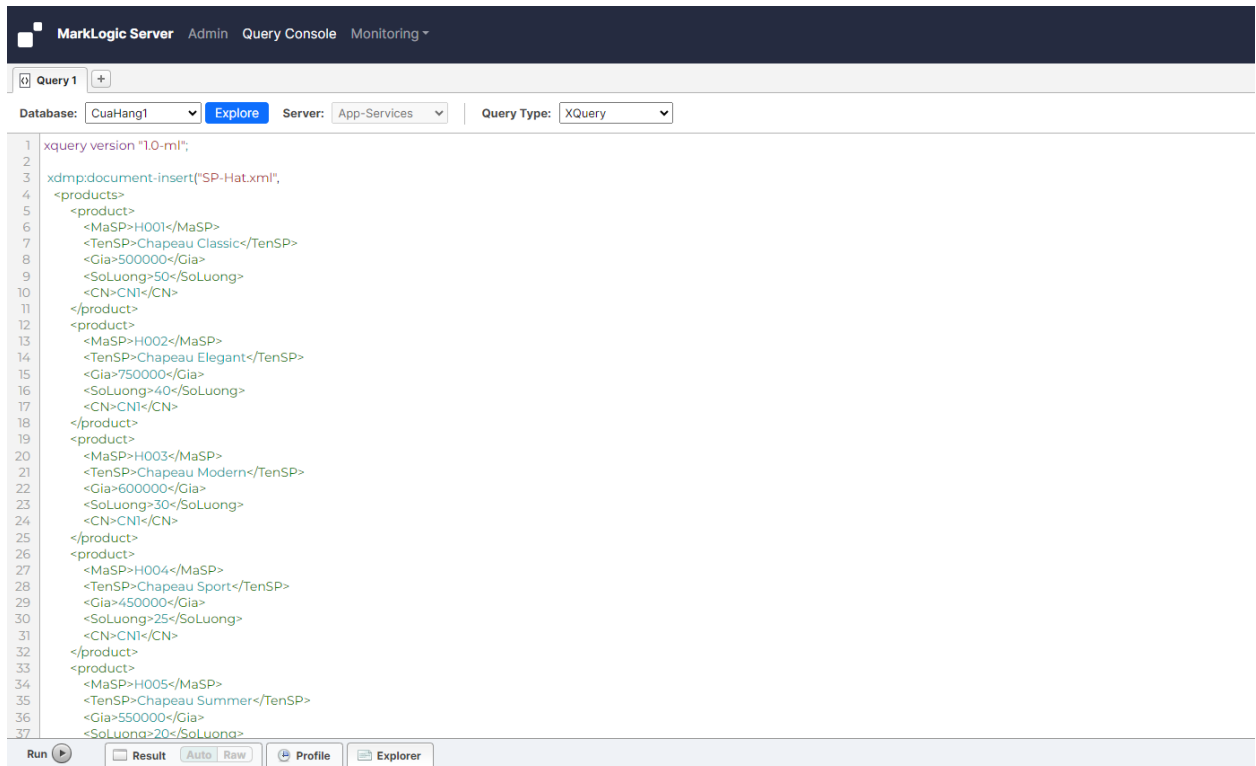 MarkLogic Server Admin Query Console Monitoring
Query 1 +
Database: CuaHang1 Explore Server: App-Services Query Type: XQuery
1 xquery version "1.0-ml";
2
3 xdmp:document-insert("SP-Hat.xml",
4 <products>
5 <product>
6 <MaSP>H001</MaSP>
7 <TenSP>Chapeau Classic</TenSP>
8 <Gia>500000</Gia>
9 <SoLuong>50</SoLuong>
10 <CN>CN1</CN>
11 </product>
12 <product>
13 <MaSP>H002</MaSP>
14 <TenSP>Chapeau Elegant</TenSP>
15 <Gia>750000</Gia>
16 <SoLuong>40</SoLuong>
17 <CN>CN1</CN>
18 </product>
19 <product>
20 <MaSP>H003</MaSP>
21 <TenSP>Chapeau Modern</TenSP>
22 <Gia>600000</Gia>
23 <SoLuong>30</SoLuong>
24 <CN>CN1</CN>
25 </product>
26 <product>
27 <MaSP>H004</MaSP>
28 <TenSP>Chapeau Sport</TenSP>
29 <Gia>450000</Gia>
30 <SoLuong>25</SoLuong>
31 <CN>CN1</CN>
32 </product>
33 <product>
34 <MaSP>H005</MaSP>
35 <TenSP>Chapeau Summer</TenSP>
36 <Gia>550000</Gia>
37 <SoLuong>20</SoLuong>
Run Result Auto Raw Profile Explorer